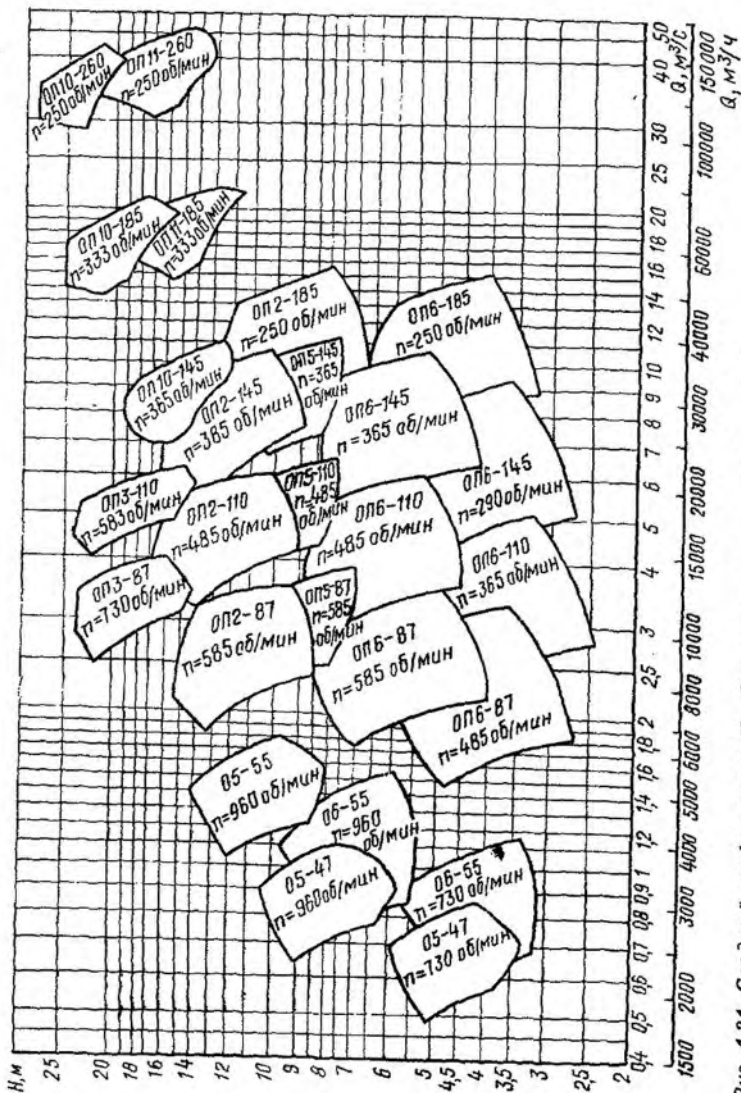 ОП10-260
n=250 об/мин
ОП11-260
n=250 об/мин
ОП10-185
n=333 об/мин
ОП11-185
n=333 об/мин
ОП2-185
n=250 об/мин
ОП6-185
n=250 об/мин
ОП10-145
n=365 об/мин
ОП2-145
n=365 об/мин
ОП5-145
n=365
об/мин
ОП6-145
n=365 об/мин
ОП6-145
n=290 об/мин
ОП3-110
n=583 об/мин
ОП2-110
n=485 об/мин
ОП5-110
n=485
об/мин
ОП6-110
n=485 об/мин
ОП6-110
n=365 об/мин
ОП3-87
n=730 об/мин
ОП2-87
n=585 об/мин
ОП5-87
n=585
об/мин
ОП6-87
n=585 об/мин
ОП6-87
n=485 об/мин
О5-55
n=960 об/мин
О6-55
n=960
об/мин
О5-47
n=960 об/мин
О6-55
n=730 об/мин
О5-47
n=730 об/мин
H,м
25
20
18
16
14
12
10
9
8
7
6
5
4,5
4
3,5
3
2,5
2
0,4
0,5
0,6
0,7
0,8
0,9
1
1,2
1,4
1,6
1,8
2
2,5
3
4
5
6
7
8
9
10
12
14
16
18
20
25
30
40
50
Q, м³/с
1500
2000
3000
4000
5000
6000
8000
10000
15000
20000
30000
40000
50000
100000
150000
Q, м³/ч